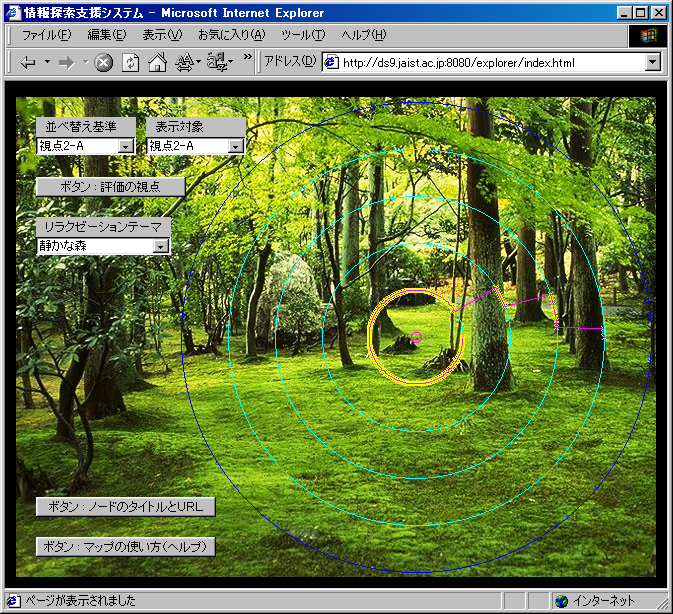 情報探索支援システム - Microsoft Internet Explorer
ファイル(F) 編集(E) 表示(V) お気に入り(A) ツール(T) ヘルプ(H)
アドレス(D) http://ds9.jaist.ac.jp:8080/explorer/index.html
並べ替え基準 表示対象
視点2-A 視点2-A
ボタン:評価の視点
リラクゼーションテーマ
静かな森
ボタン:ノードのタイトルとURL
ボタン:マップの使い方(ヘルプ)
ページが表示されました インターネット